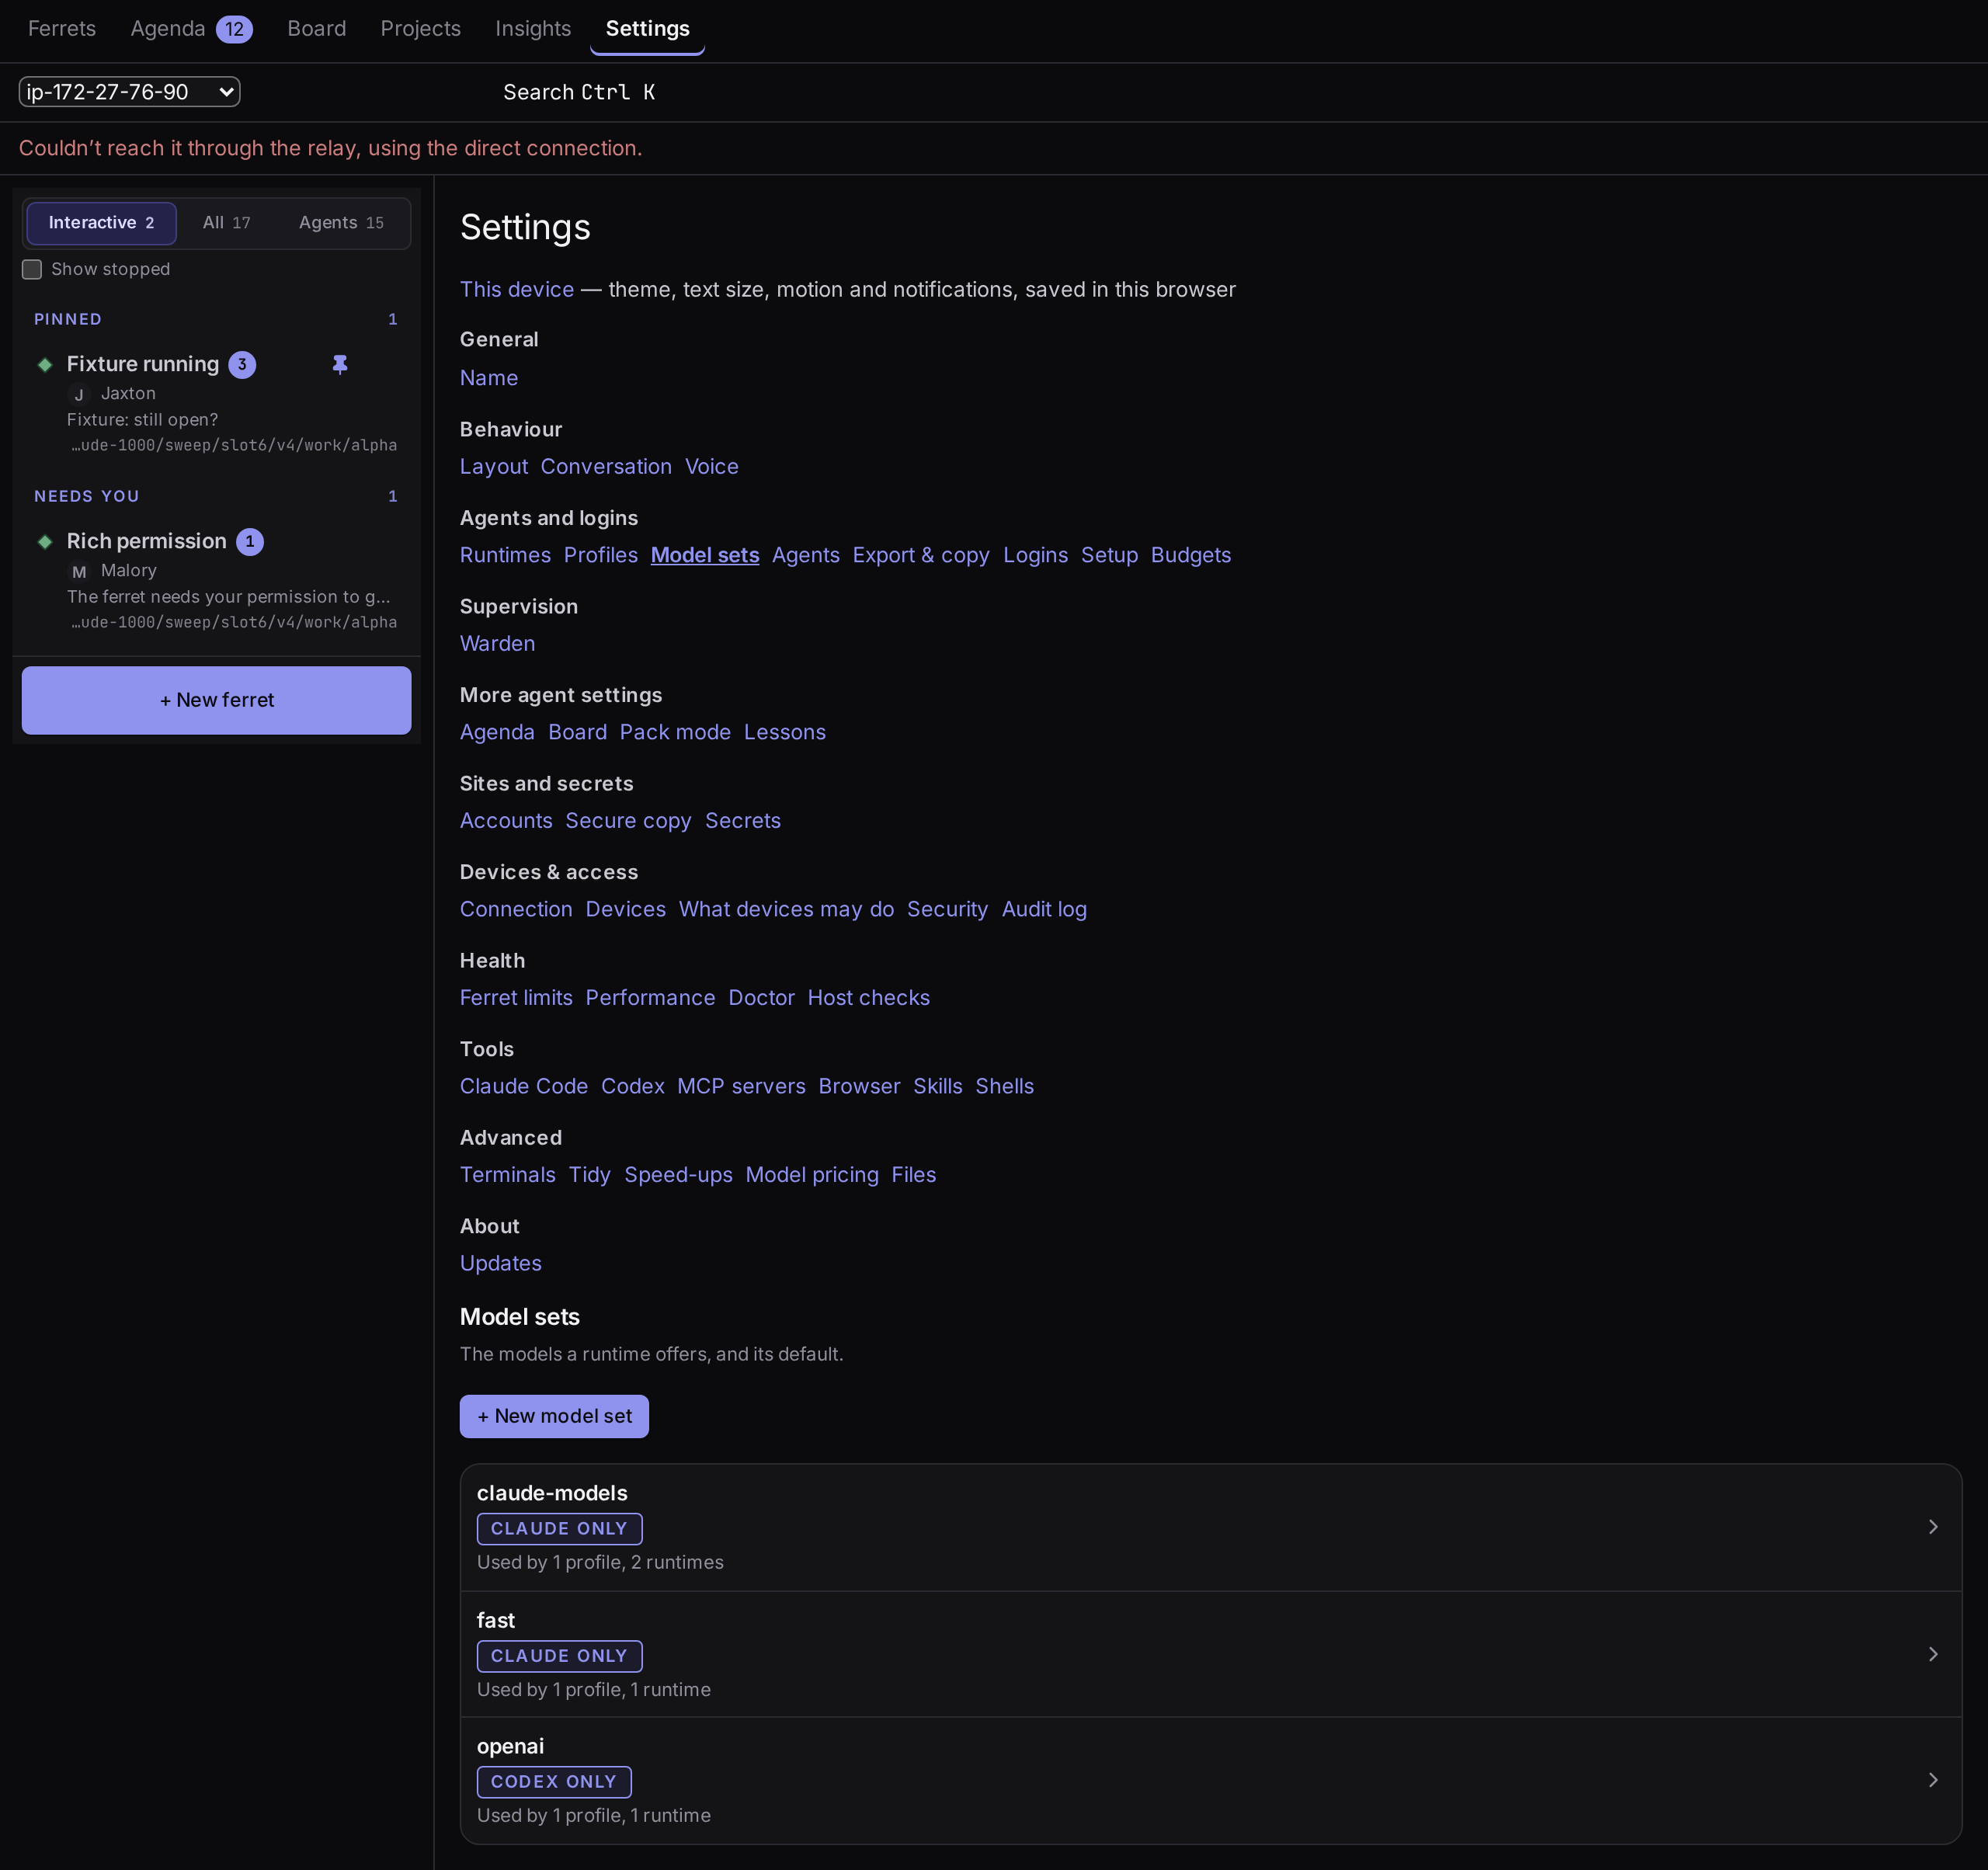 Ferrets Agenda 12 Board Projects Insights Settings
ip-172-27-76-90 Search Ctrl K
Couldn’t reach it through the relay, using the direct connection.
Interactive 2 All 17 Agents 15
Show stopped
PINNED 1
Fixture running 3
J Jaxton
Fixture: still open?
…ude-1000/sweep/slot6/v4/work/alpha
NEEDS YOU 1
Rich permission 1
M Malory
The ferret needs your permission to g…
…ude-1000/sweep/slot6/v4/work/alpha
+ New ferret
Settings
This device — theme, text size, motion and notifications, saved in this browser
General
Name
Behaviour
Layout Conversation Voice
Agents and logins
Runtimes Profiles Model sets Agents Export & copy Logins Setup Budgets
Supervision
Warden
More agent settings
Agenda Board Pack mode Lessons
Sites and secrets
Accounts Secure copy Secrets
Devices & access
Connection Devices What devices may do Security Audit log
Health
Ferret limits Performance Doctor Host checks
Tools
Claude Code Codex MCP servers Browser Skills Shells
Advanced
Terminals Tidy Speed-ups Model pricing Files
About
Updates
Model sets
The models a runtime offers, and its default.
+ New model set
claude-models
CLAUDE ONLY
Used by 1 profile, 2 runtimes
fast
CLAUDE ONLY
Used by 1 profile, 1 runtime
openai
CODEX ONLY
Used by 1 profile, 1 runtime